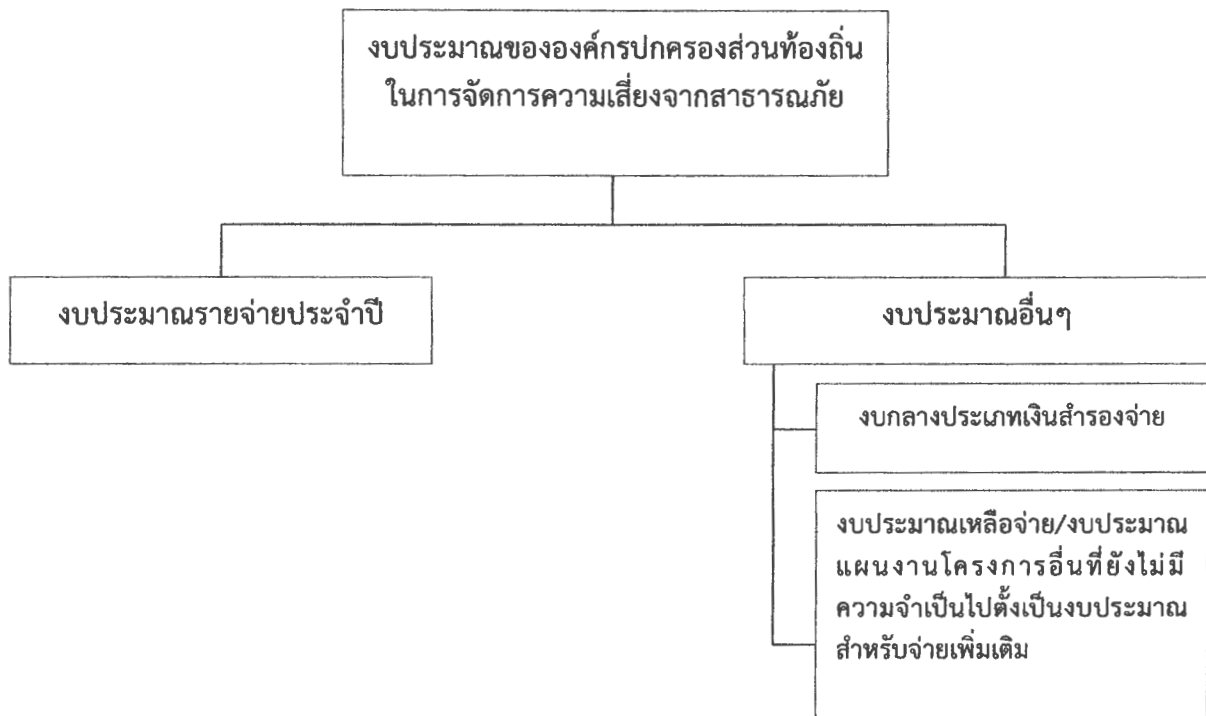 งบประมาณขององค์กรปกครองส่วนท้องถิ่น
ในการจัดการความเสี่ยงจากสาธารณภัย
งบประมาณรายจ่ายประจำปี
งบประมาณอื่นๆ
งบกลางประเภทเงินสำรองจ่าย
งบประมาณเหลือจ่าย/งบประมาณ
แผนงานโครงการอื่นที่ยังไม่มี
ความจำเป็นไปตั้งเป็นงบประมาณ
สำหรับจ่ายเพิ่มเติม